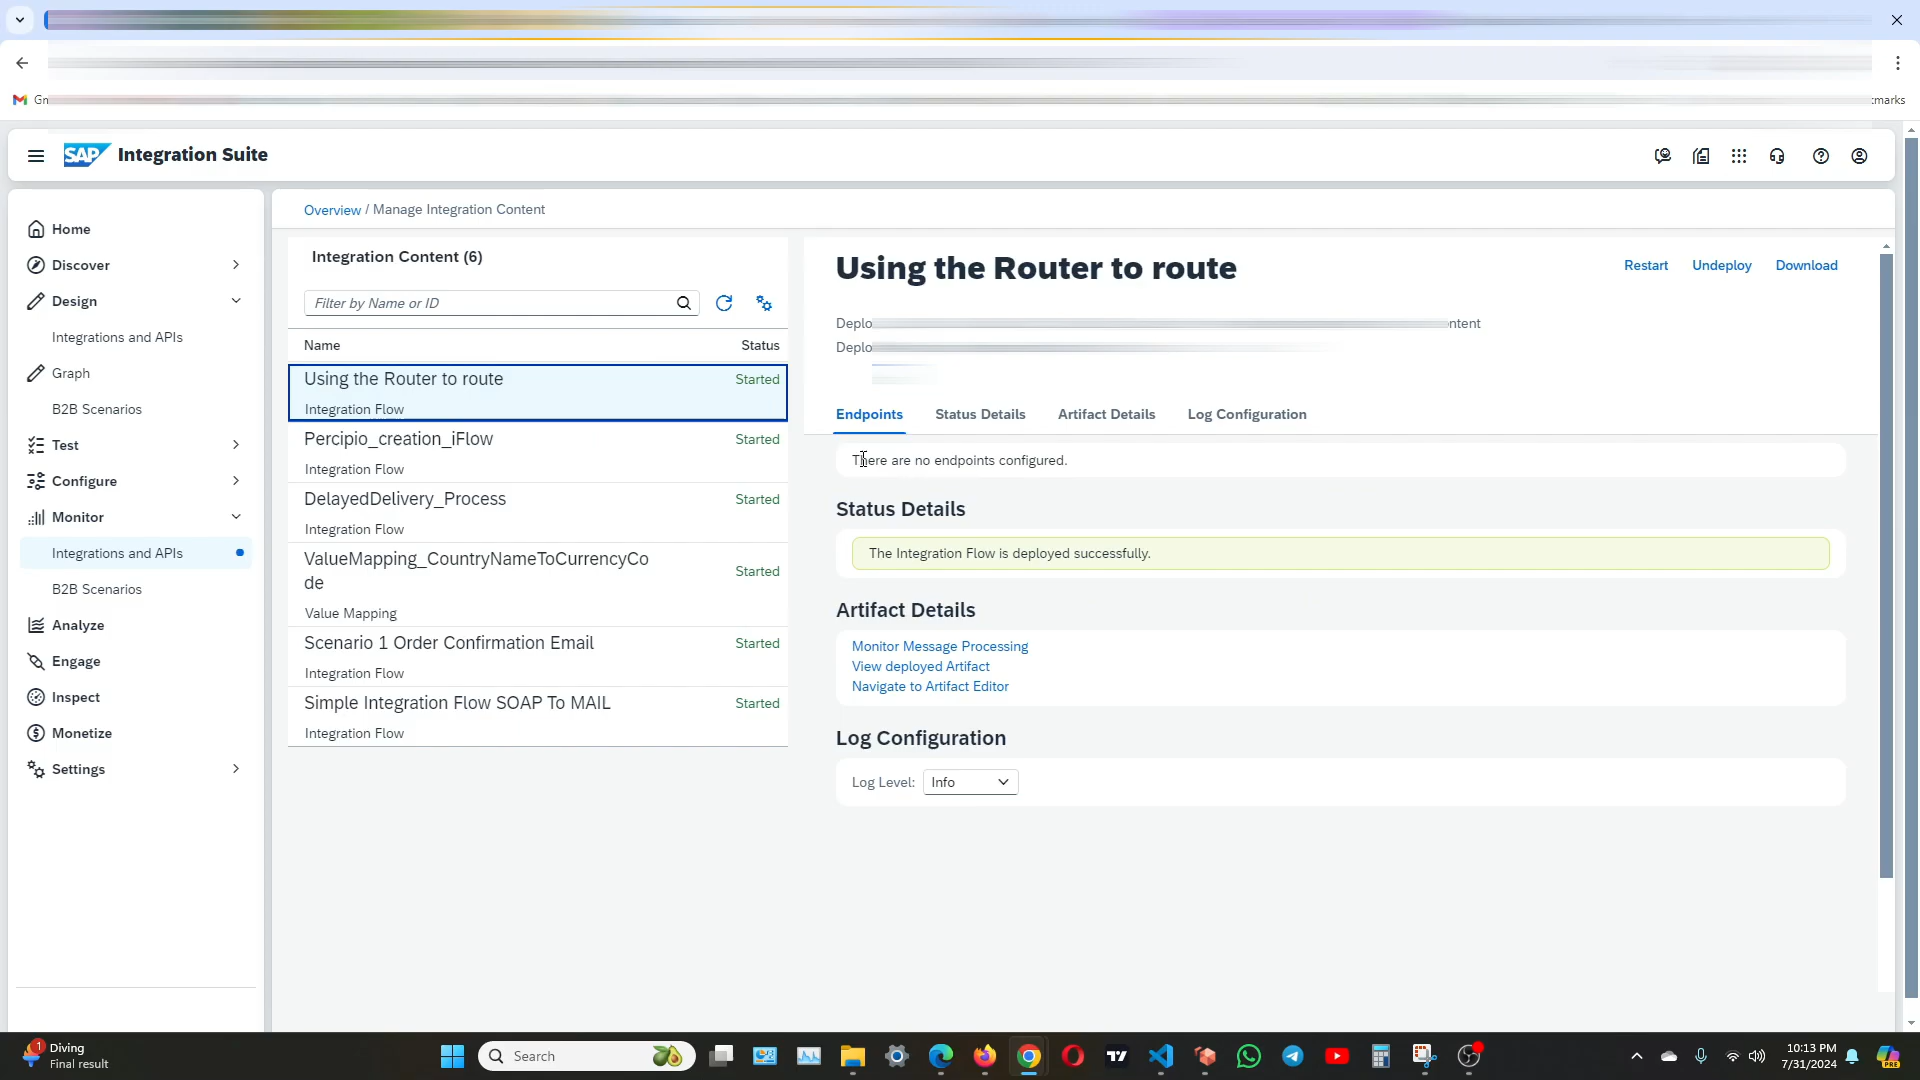 SAP Integration Suite
Home
Discover
Design
Integrations and APIs
Graph
B2B Scenarios
Test
Configure
Monitor
Integrations and APIs
B2B Scenarios
Analyze
Engage
Inspect
Monetize
Settings
Overview / Manage Integration Content
Integration Content (6)
Filter by Name or ID
Name Status
Using the Router to route Started
Integration Flow
Percipio_creation_iFlow Started
Integration Flow
DelayedDelivery_Process Started
Integration Flow
ValueMapping_CountryNameToCurrencyCo
de Started
Value Mapping
Scenario 1 Order Confirmation Email Started
Integration Flow
Simple Integration Flow SOAP To MAIL Started
Integration Flow
Using the Router to route
Restart Undeploy Download
Endpoints Status Details Artifact Details Log Configuration
There are no endpoints configured.
Status Details
The Integration Flow is deployed successfully.
Artifact Details
Monitor Message Processing
View deployed Artifact
Navigate to Artifact Editor
Log Configuration
Log Level: Info
1 Diving
Final result
Search
10:13 PM
7/31/2024
PRE